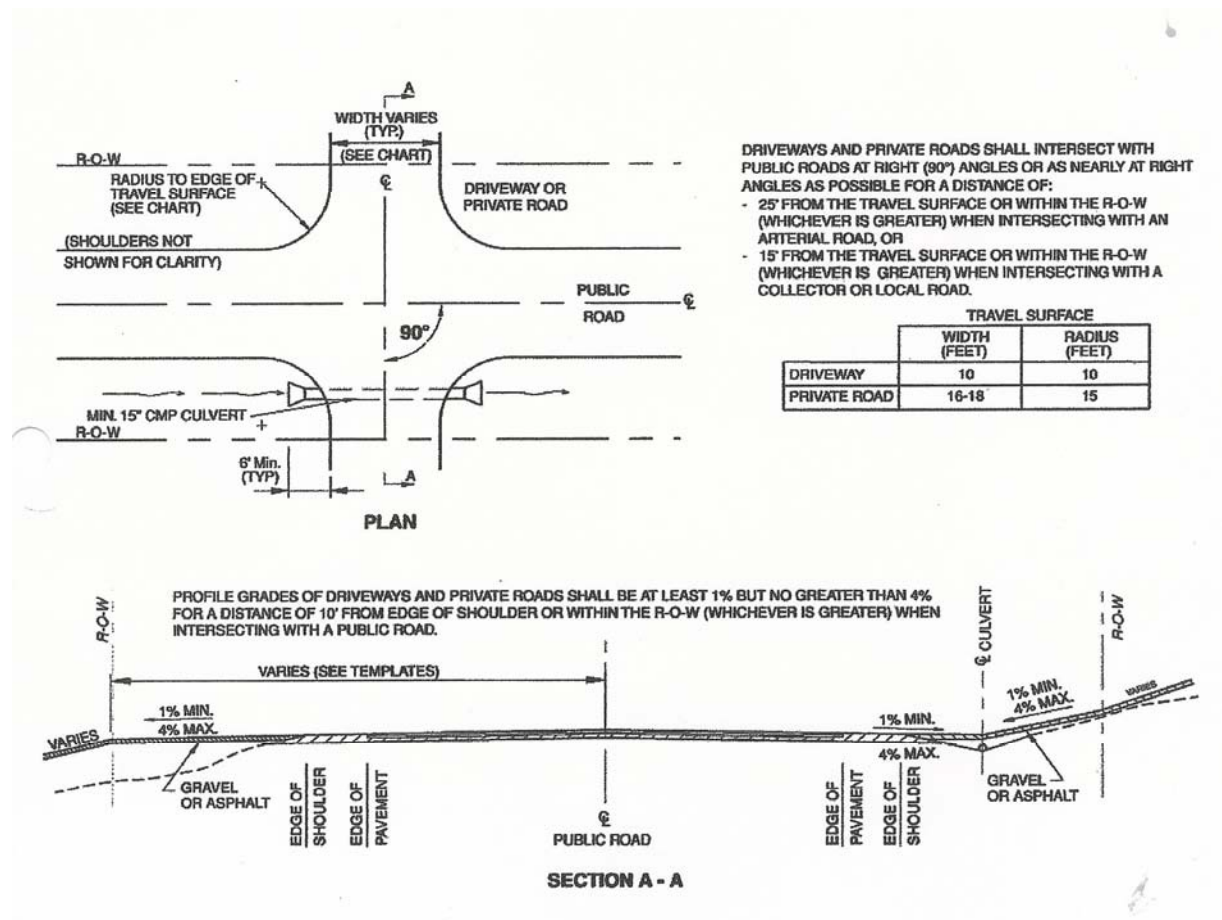 A
WIDTH VARIES
(TYP.)
(SEE CHART)
R-O-W
RADIUS TO EDGE OF
TRAVEL SURFACE
(SEE CHART)
℄
DRIVEWAY OR
PRIVATE ROAD
(SHOULDERS NOT
SHOWN FOR CLARITY)
PUBLIC
ROAD
℄
90°
MIN. 15" CMP CULVERT
R-O-W
6' Min.
(TYP)
A
PLAN
DRIVEWAYS AND PRIVATE ROADS SHALL INTERSECT WITH
PUBLIC ROADS AT RIGHT (90°) ANGLES OR AS NEARLY AT RIGHT
ANGLES AS POSSIBLE FOR A DISTANCE OF:
- 25' FROM THE TRAVEL SURFACE OR WITHIN THE R-O-W
(WHICHEVER IS GREATER) WHEN INTERSECTING WITH AN
ARTERIAL ROAD, OR
- 15' FROM THE TRAVEL SURFACE OR WITHIN THE R-O-W
(WHICHEVER IS GREATER) WHEN INTERSECTING WITH A
COLLECTOR OR LOCAL ROAD.
TRAVEL SURFACE
WIDTH (FEET) RADIUS (FEET)
DRIVEWAY 10 10
PRIVATE ROAD 16-18 15
PROFILE GRADES OF DRIVEWAYS AND PRIVATE ROADS SHALL BE AT LEAST 1% BUT NO GREATER THAN 4%
FOR A DISTANCE OF 10' FROM EDGE OF SHOULDER OR WITHIN THE R-O-W (WHICHEVER IS GREATER) WHEN
INTERSECTING WITH A PUBLIC ROAD.
R-O-W
VARIES (SEE TEMPLATES)
℄ CULVERT
R-O-W
VARIES
1% MIN.
4% MAX.
GRAVEL
OR ASPHALT
EDGE OF
SHOULDER
EDGE OF
PAVEMENT
℄
PUBLIC ROAD
EDGE OF
PAVEMENT
EDGE OF
SHOULDER
1% MIN.
4% MAX.
1% MIN.
4% MAX.
VARIES
GRAVEL
OR ASPHALT
SECTION A - A